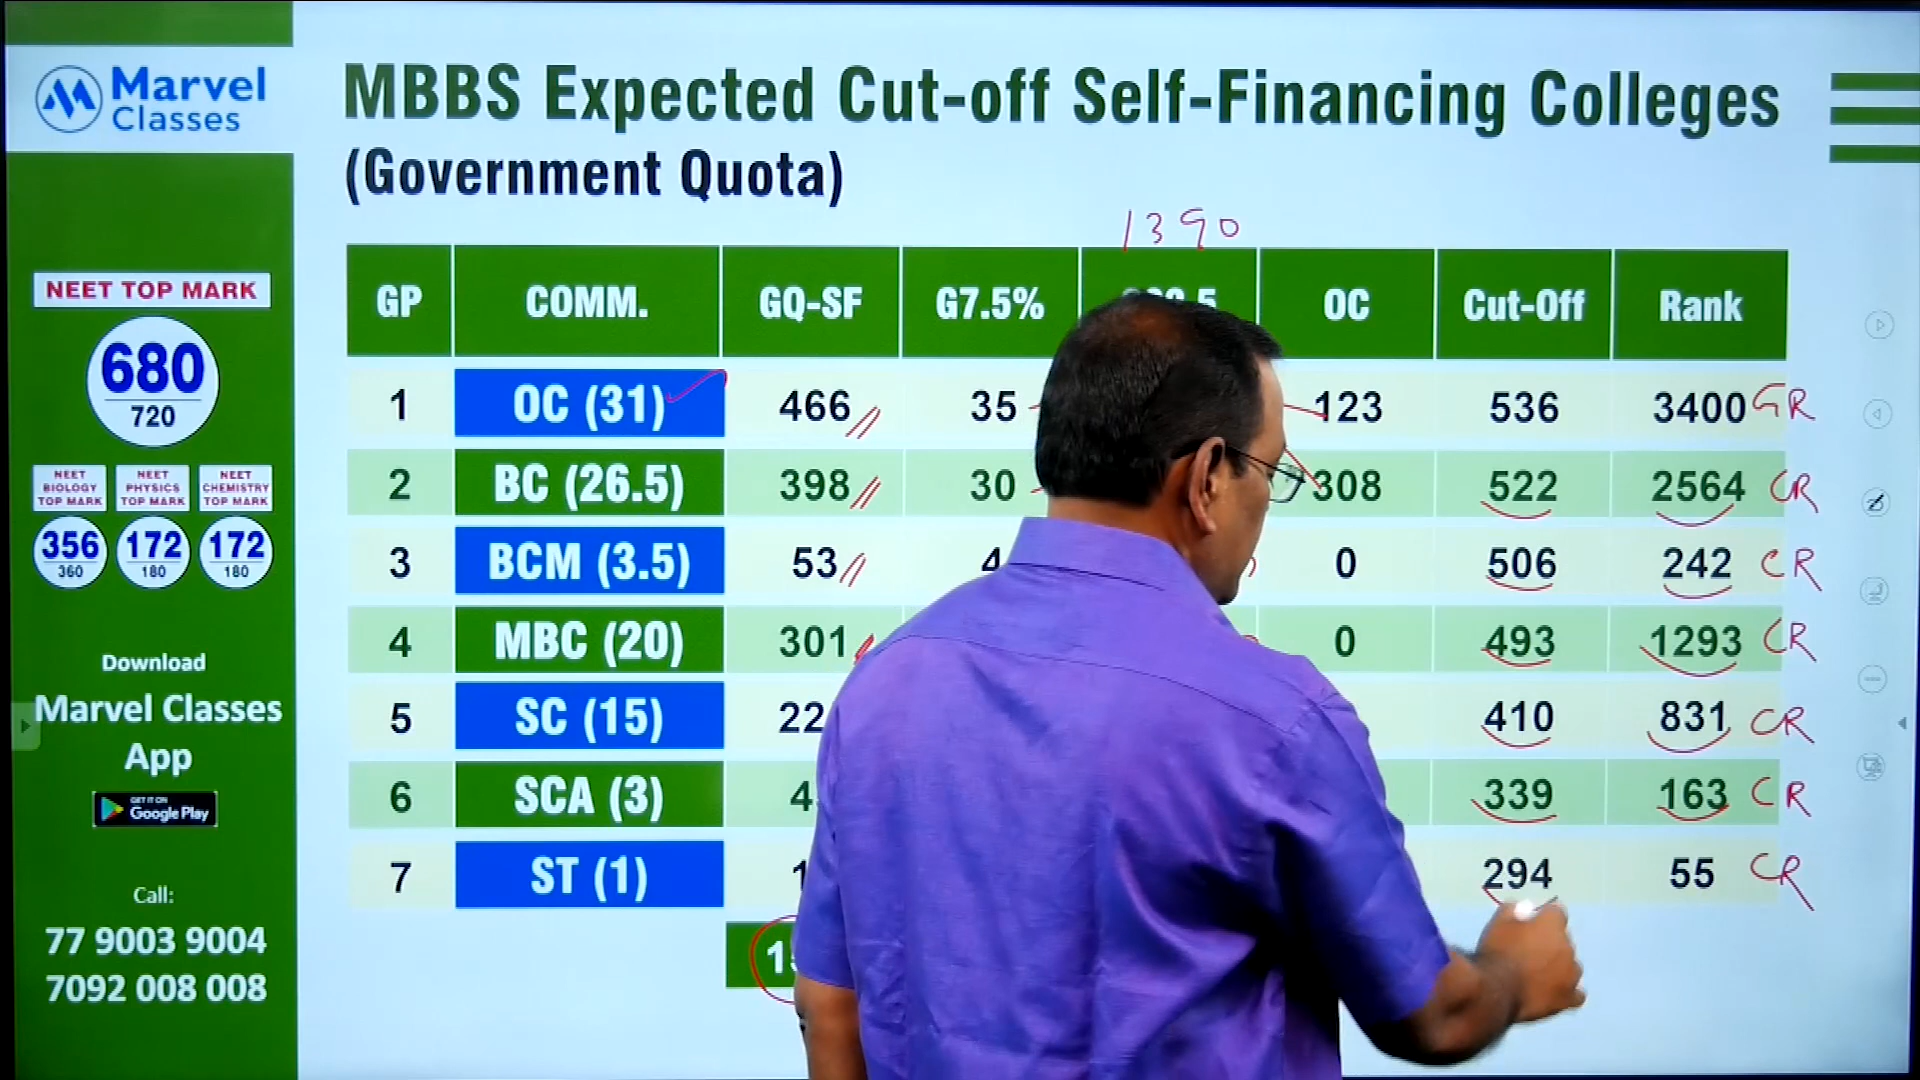 Marvel
Classes
MBBS Expected Cut-off Self-Financing Colleges
(Government Quota)
1390
NEET TOP MARK
680
720
NEET BIOLOGY TOP MARK
NEET PHYSICS TOP MARK
NEET CHEMISTRY TOP MARK
356 172 172
360 180 180
Download
Marvel Classes
App
GET IT ON
Google Play
Call:
77 9003 9004
7092 008 008
GP COMM. GQ-SF G7.5% OC Cut-Off Rank
1 OC (31) 466 35 123 536 3400 GR
2 BC (26.5) 398 30 308 522 2564 CR
3 BCM (3.5) 53 4 0 506 242 CR
4 MBC (20) 301 0 493 1293 CR
5 SC (15) 410 831 CR
6 SCA (3) 339 163 CR
7 ST (1) 294 55 CR